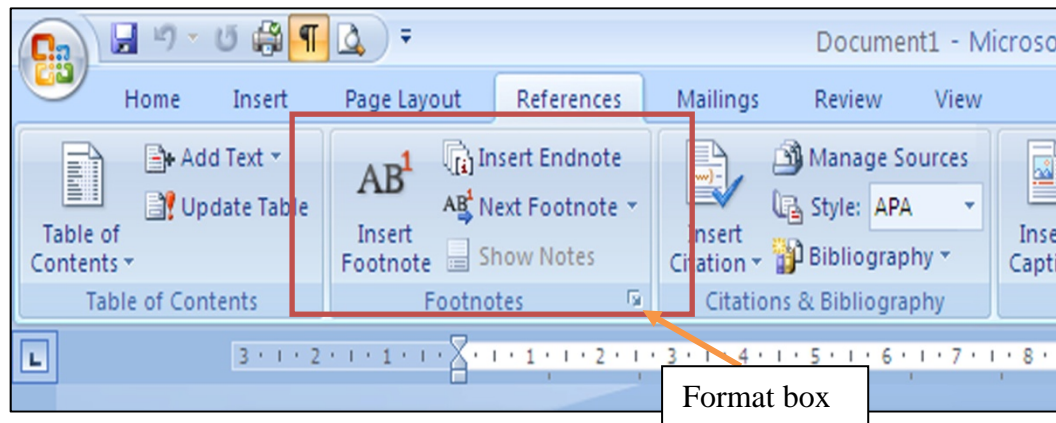 Document1 - Microso
Home Insert Page Layout References Mailings Review View
Add Text
Update Table
Table of
Contents
Table of Contents
AB1
Insert
Footnote
Insert Endnote
AB1 Next Footnote
Show Notes
Footnotes
Insert
Citation
Manage Sources
Style: APA
Bibliography
Citations & Bibliography
Inse
Capti
L
3 2 1 1 2 3 4 5 6 7 8
Format box